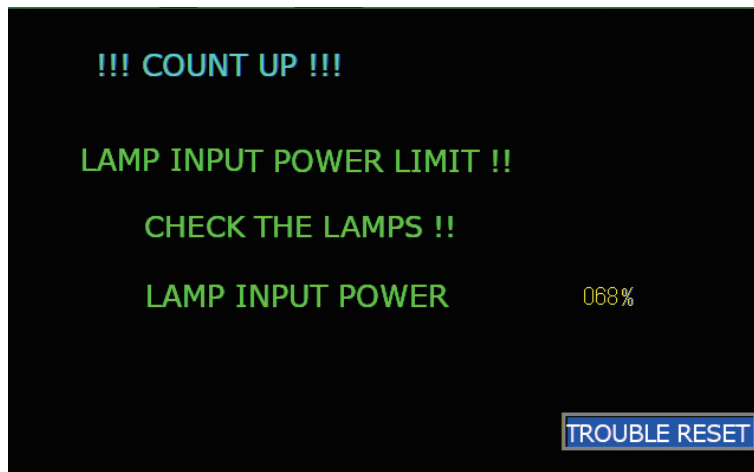 !!! COUNT UP !!!
LAMP INPUT POWER LIMIT !!
CHECK THE LAMPS !!
LAMP INPUT POWER 068%
TROUBLE RESET